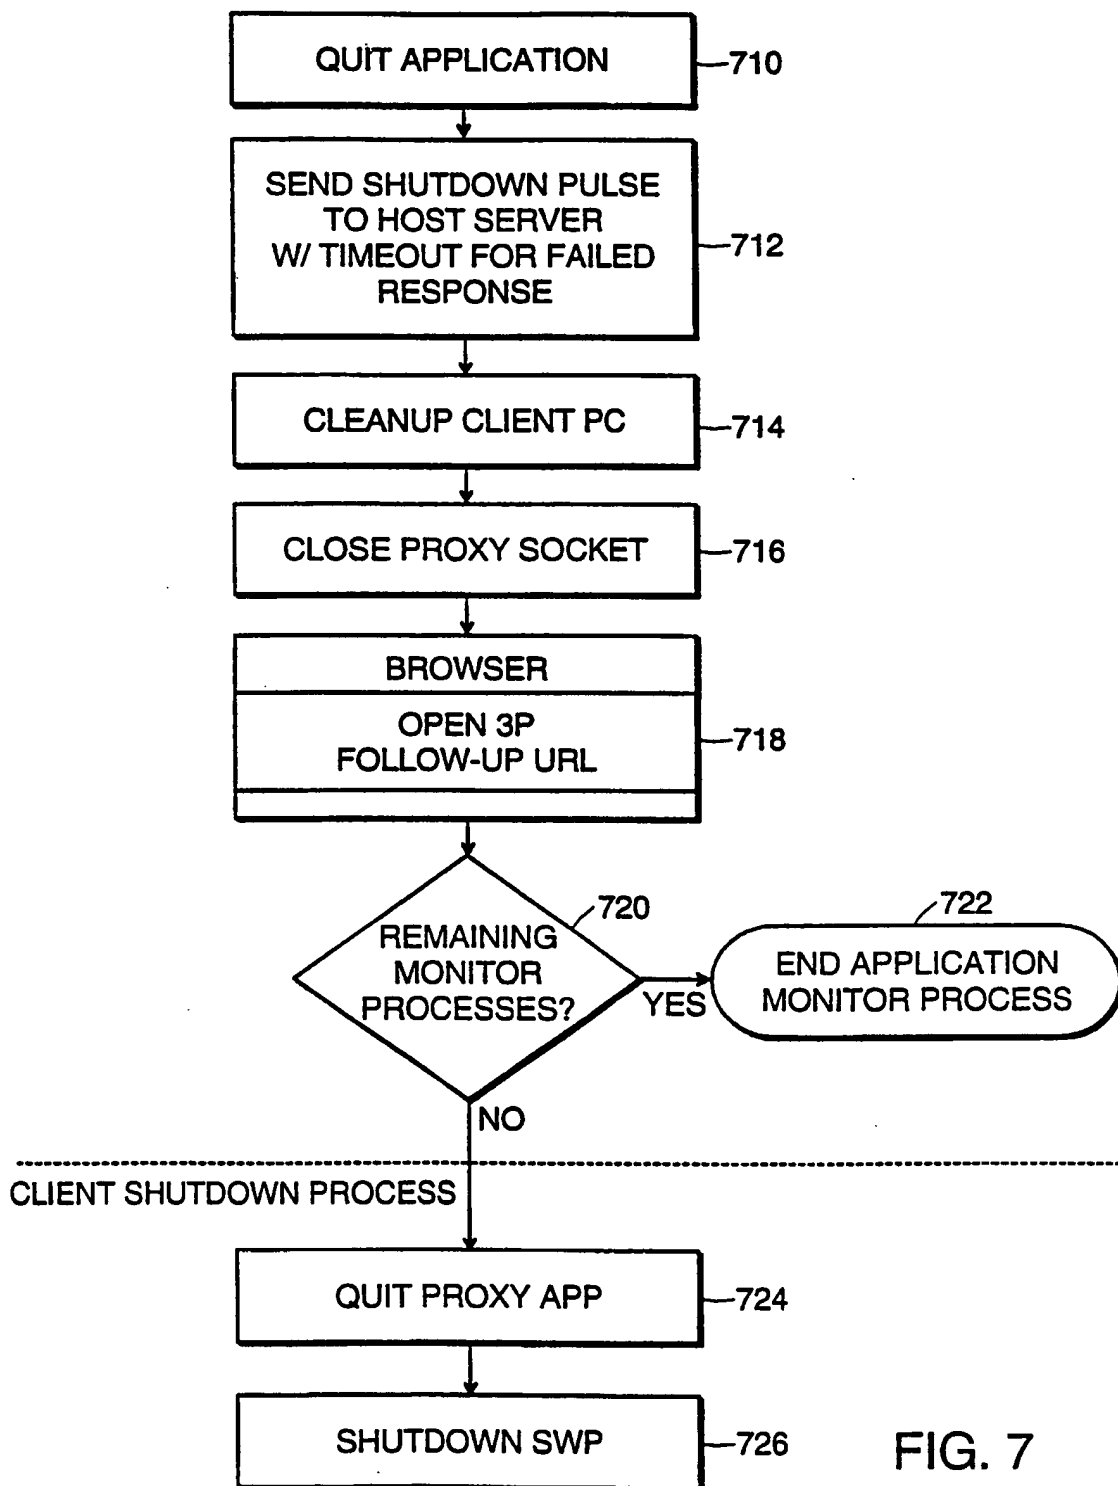 QUIT APPLICATION
710
SEND SHUTDOWN PULSE
TO HOST SERVER
W/ TIMEOUT FOR FAILED
RESPONSE
712
CLEANUP CLIENT PC
714
CLOSE PROXY SOCKET
716
BROWSER
OPEN 3P
FOLLOW-UP URL
718
REMAINING
MONITOR
PROCESSES?
720
YES
722
END APPLICATION
MONITOR PROCESS
NO
CLIENT SHUTDOWN PROCESS
QUIT PROXY APP
724
SHUTDOWN SWP
726
FIG. 7